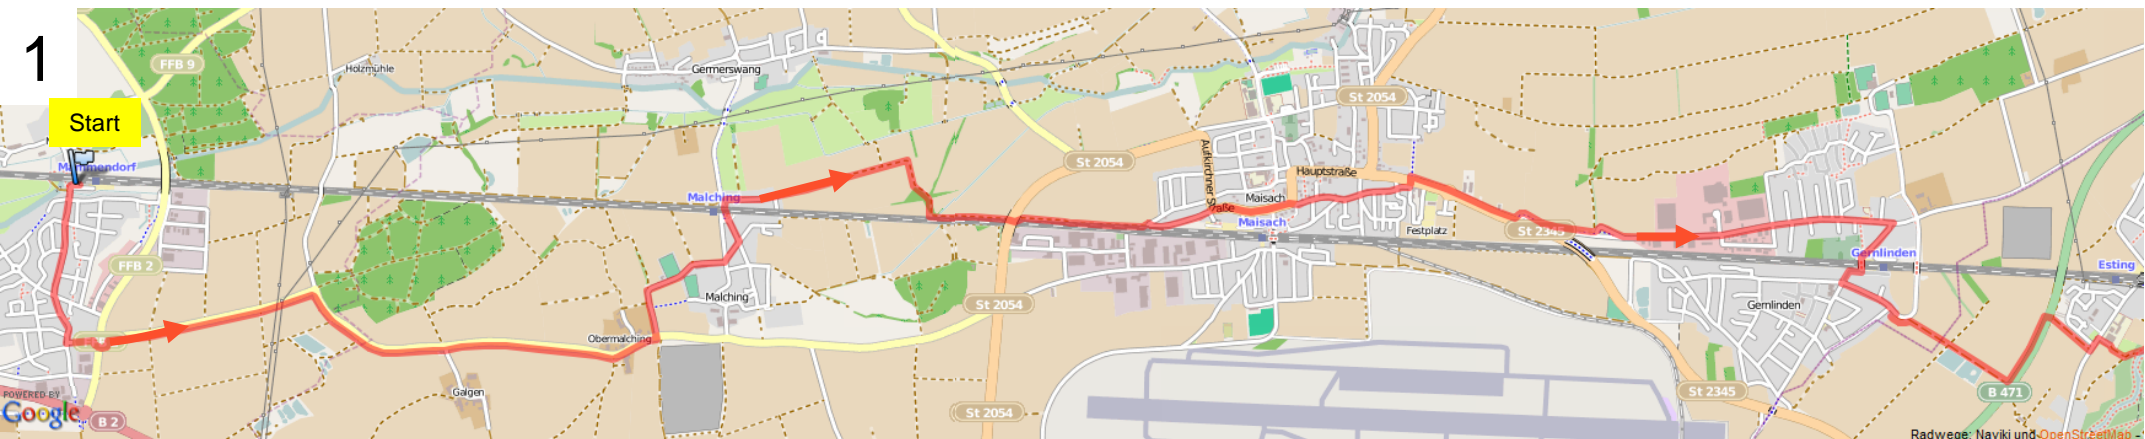 1
Start
FFB 9
Holzmühle
Germerswang
St 2054
Mammendorf
St 2054
Aufkirchner Straße
Hauptstraße
Malching
Maisach
Maisach
Festplatz
St 2345
Gernlinden
Esting
FFB 2
Malching
St 2054
Gernlinden
Obermalching
Galgen
St 2345
B 471
POWERED BY
Google
B 2
St 2054
Radwege: Naviki und OpenStreetMap -